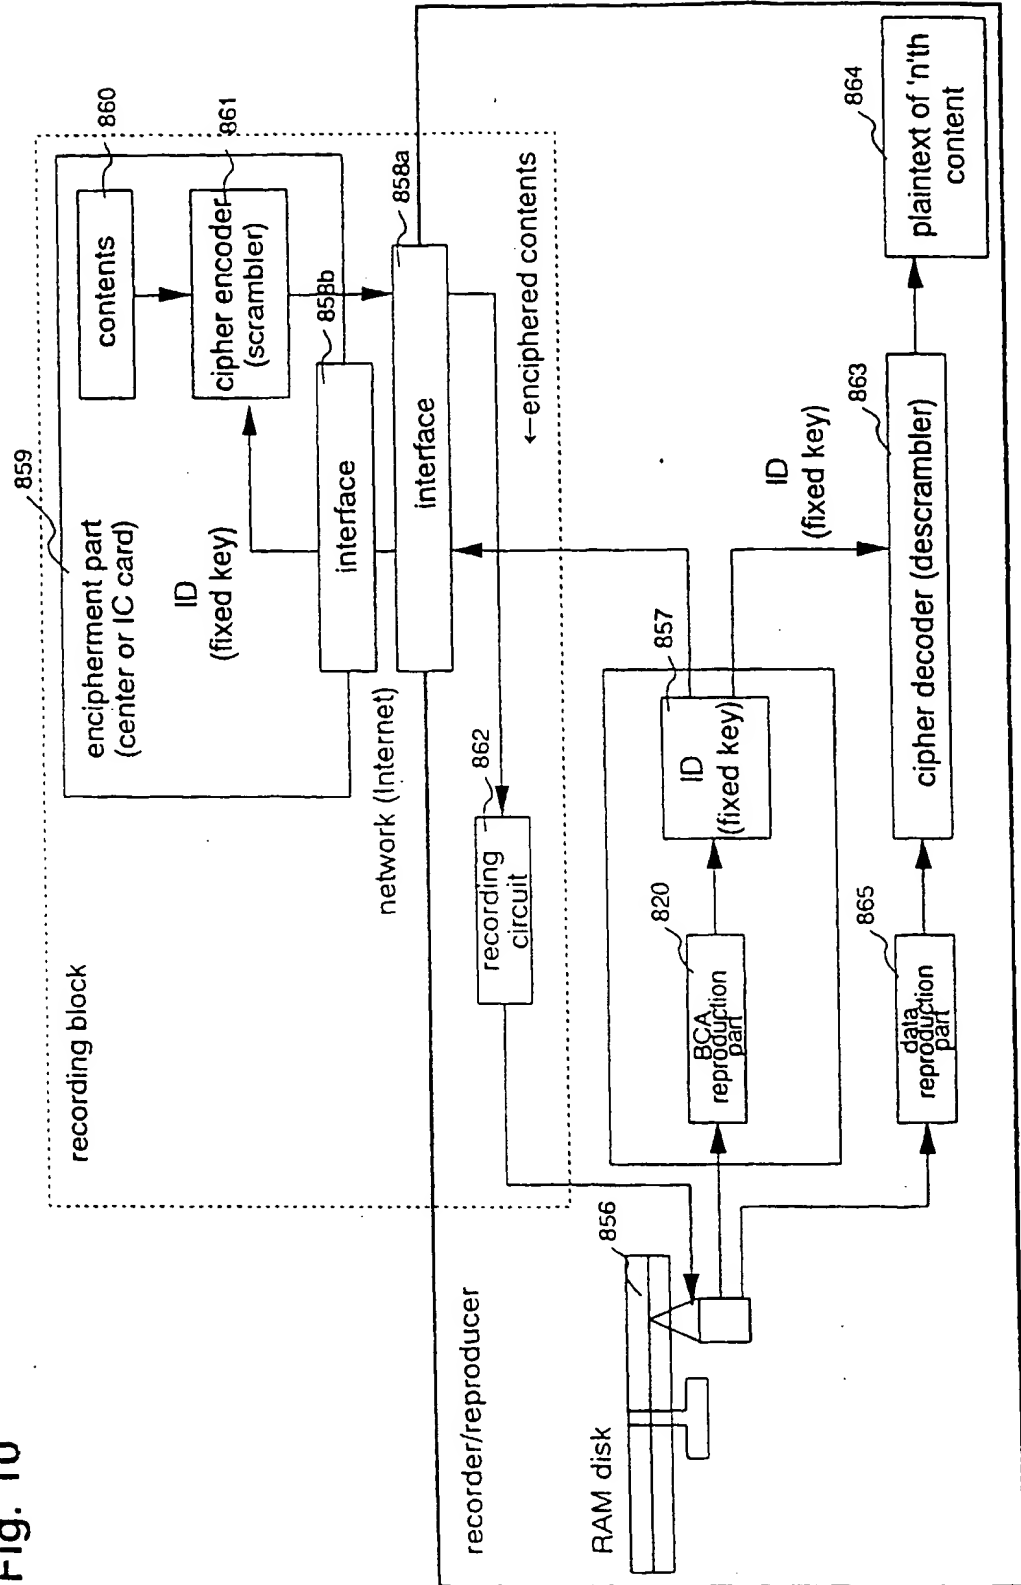 Fig. 10
recording block
859
encipherment part
(center or IC card)
860
contents
861
cipher encoder
(scrambler)
ID
(fixed key)
858b
interface
network (Internet)
858a
interface
862
recording
circuit
←enciphered contents
recorder/reproducer
RAM disk
856
820
BCA
reproduction
part
857
ID
(fixed key)
ID
(fixed key)
865
data
reproduction
part
863
cipher decoder (descrambler)
864
plaintext of 'n'th
content